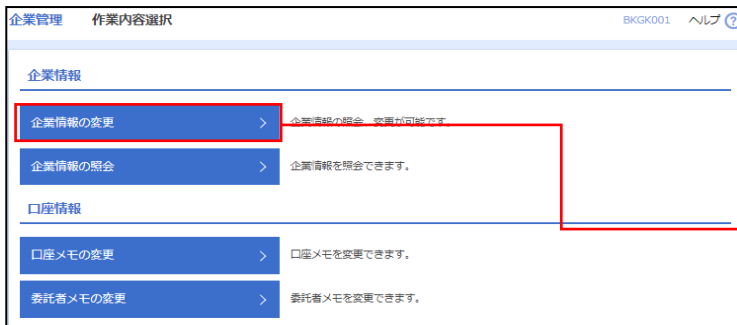 企業管理 作業内容選択 BKGK001 ヘルプ ?
企業情報
企業情報の変更 企業情報の照会、変更が可能です。
企業情報の照会 企業情報を照会できます。
口座情報
口座メモの変更 口座メモを変更できます。
委託者メモの変更 委託者メモを変更できます。